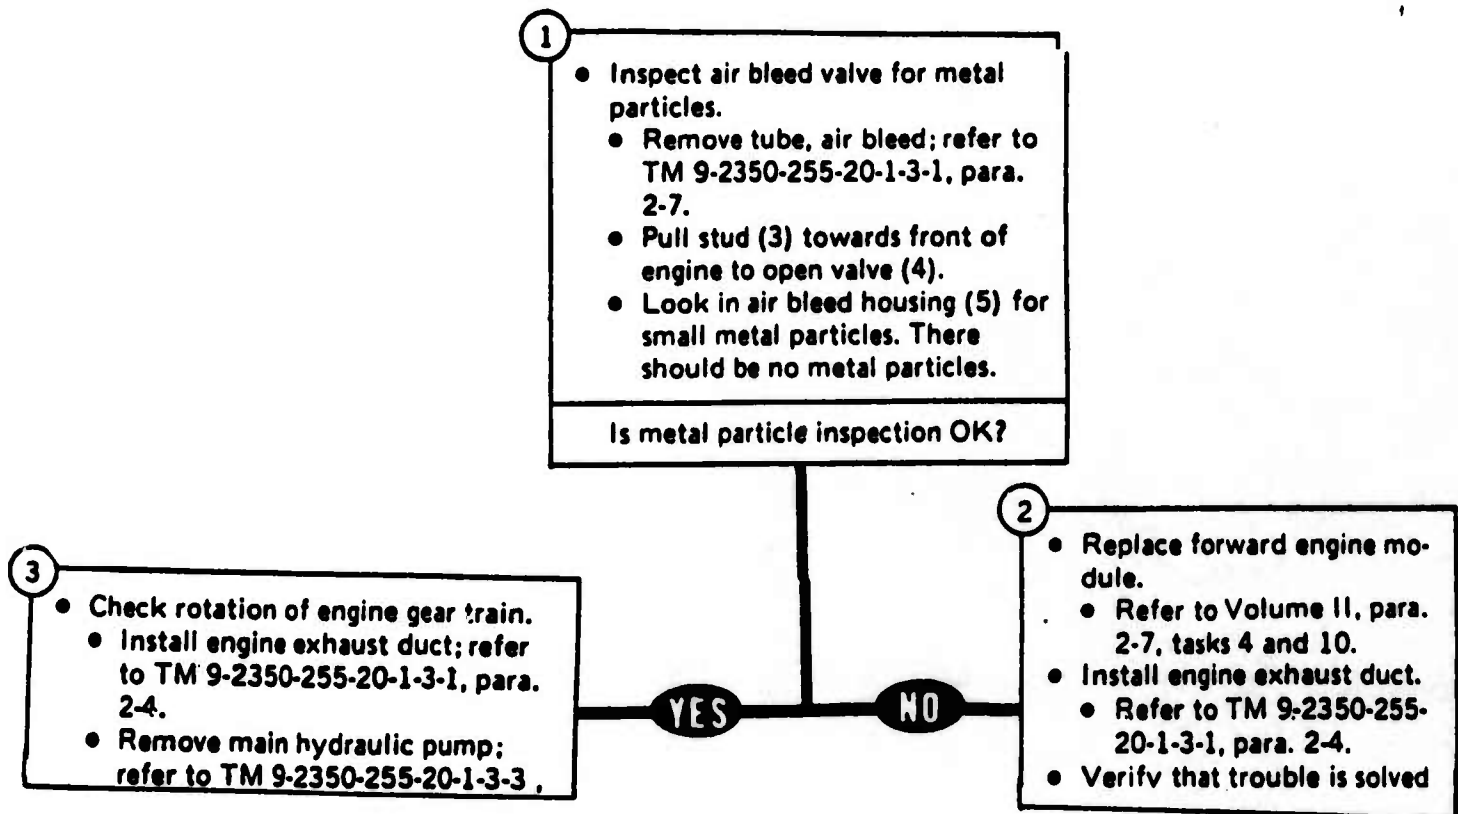 1
● Inspect air bleed valve for metal
particles.
● Remove tube, air bleed; refer to
TM 9-2350-255-20-1-3-1, para.
2-7.
● Pull stud (3) towards front of
engine to open valve (4).
● Look in air bleed housing (5) for
small metal particles. There
should be no metal particles.
Is metal particle inspection OK?
YES
NO
2
● Replace forward engine mo-
dule.
● Refer to Volume II, para.
2-7, tasks 4 and 10.
● Install engine exhaust duct.
● Refer to TM 9-2350-255-
20-1-3-1, para. 2-4.
● Verify that trouble is solved
3
● Check rotation of engine gear train.
● Install engine exhaust duct; refer
to TM 9-2350-255-20-1-3-1, para.
2-4.
● Remove main hydraulic pump;
refer to TM 9-2350-255-20-1-3-3 ,